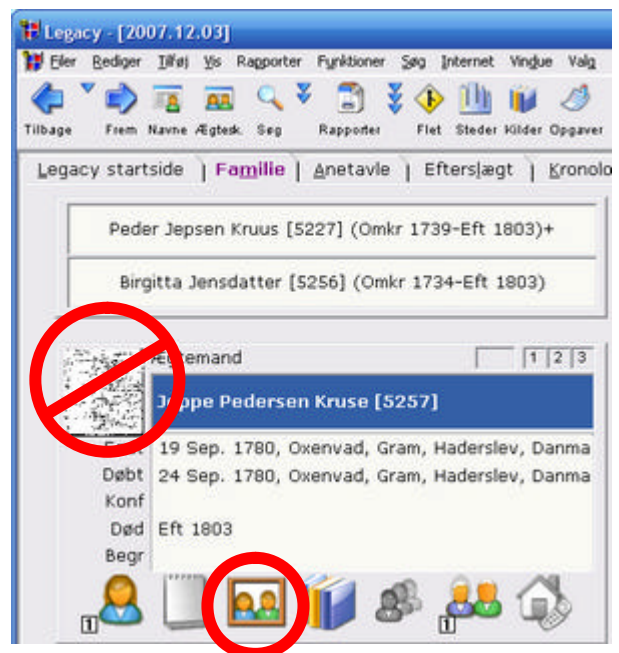 Legacy - [2007.12.03]
Filer Rediger Tilføj Vis Rapporter Funktioner Søg Internet Vindue Valg
Tilbage Frem Navne Ægtesk. Søg Rapporter Flet Steder Kilder Opgaver
Legacy startside Familie Anetavle Efterslægt Kronolo
Peder Jepsen Kruus [5227] (Omkr 1739-Eft 1803)+
Birgitta Jensdatter [5256] (Omkr 1734-Eft 1803)
Ægtemand 1 2 3
Jeppe Pedersen Kruse [5257]
19 Sep. 1780, Oxenvad, Gram, Haderslev, Danma
Døbt 24 Sep. 1780, Oxenvad, Gram, Haderslev, Danma
Konf
Død Eft 1803
Begr
1 1